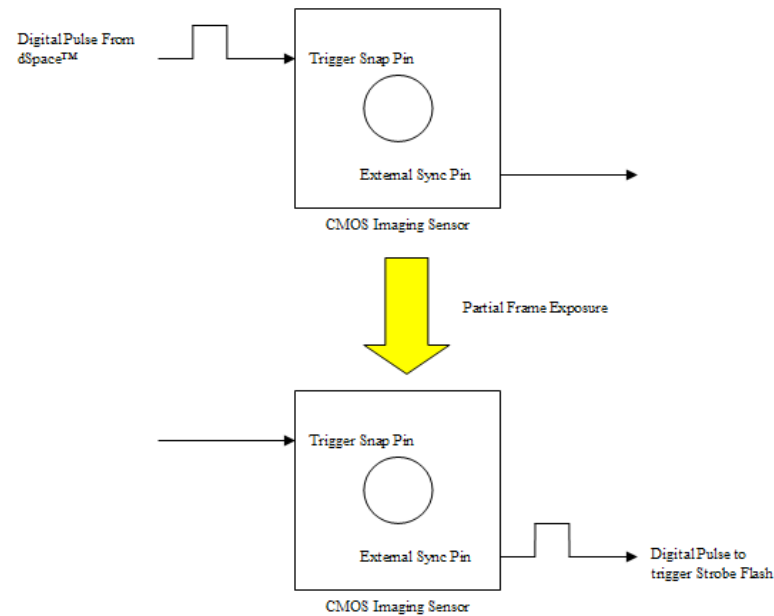 Digital Pulse From
dSpace™
Trigger Snap Pin
External Sync Pin
CMOS Imaging Sensor
Partial Frame Exposure
Trigger Snap Pin
External Sync Pin
Digital Pulse to
trigger Strobe Flash
CMOS Imaging Sensor